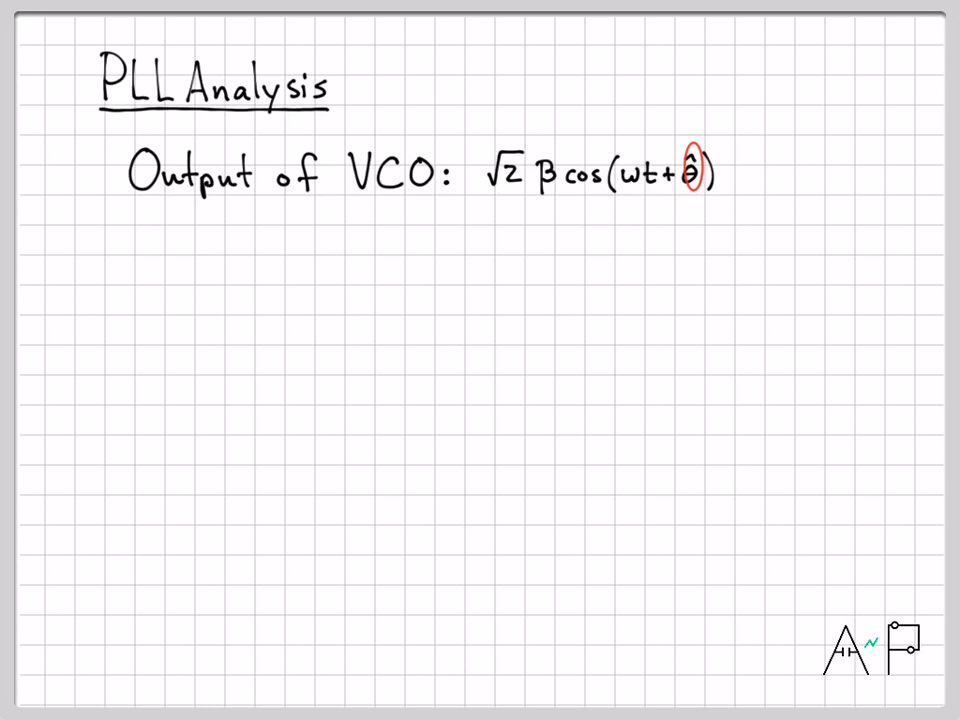 PLL Analysis
Output of VCO: √2 β cos(ωt + θ̂)